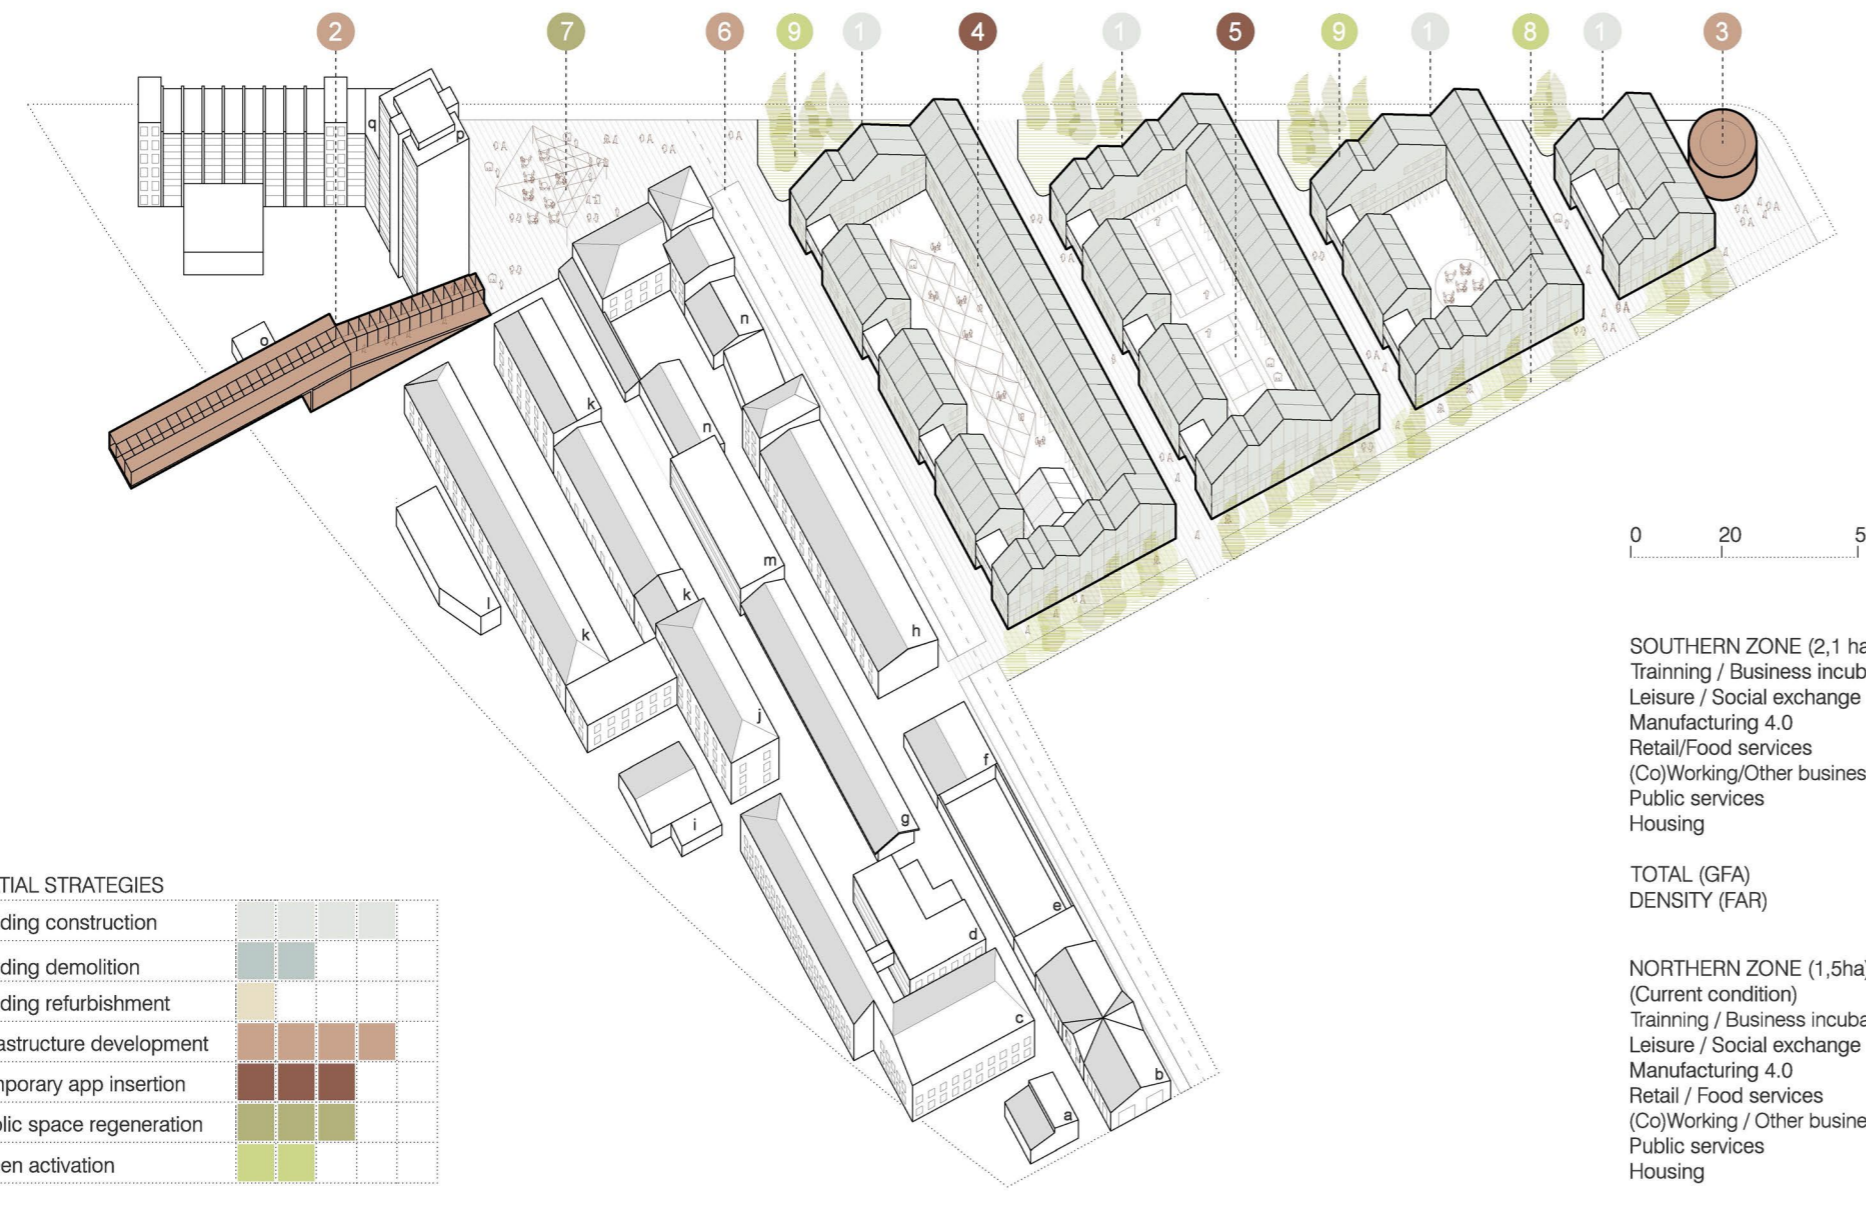 2 7 6 9 1 4 1 5 9 1 8 1 3
q
p
o
n
k
n
m
k
h
l
k
j
f
g
i
e
d
c
b
a
0 20 5
SOUTHERN ZONE (2,1 ha
Trainning / Business incub
Leisure / Social exchange
Manufacturing 4.0
Retail/Food services
(Co)Working/Other busines
Public services
Housing
TOTAL (GFA)
DENSITY (FAR)
NORTHERN ZONE (1,5ha)
(Current condition)
Trainning / Business incuba
Leisure / Social exchange
Manufacturing 4.0
Retail / Food services
(Co)Working / Other busine
Public services
Housing
TIAL STRATEGIES
ding construction
ding demolition
ding refurbishment
astructure development
mporary app insertion
blic space regeneration
en activation